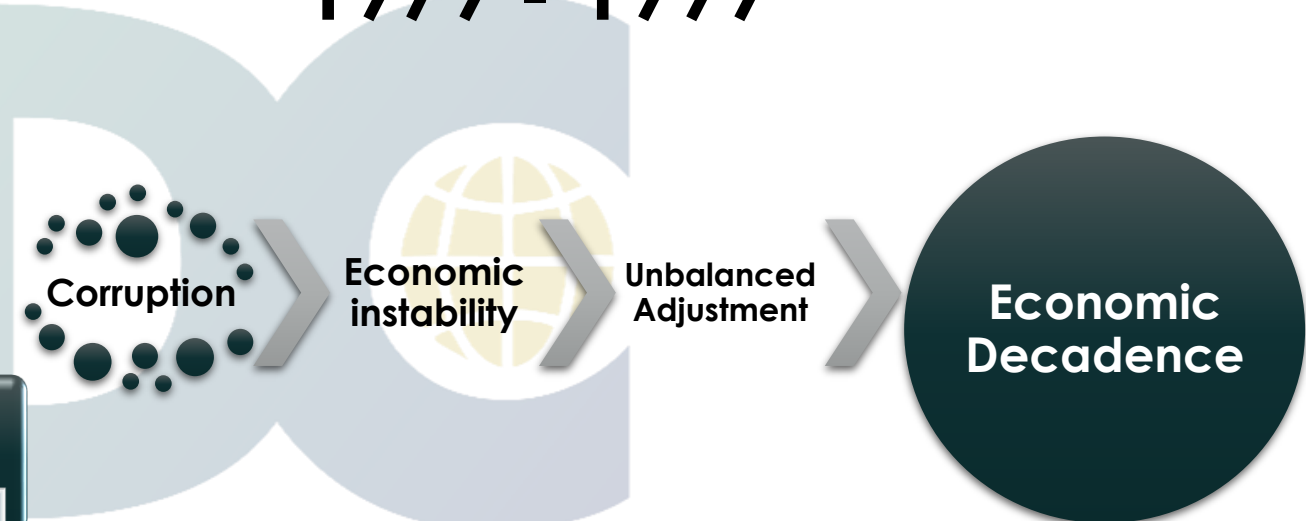 Corruption
Economic
instability
Unbalanced
Adjustment
Economic
Decadence